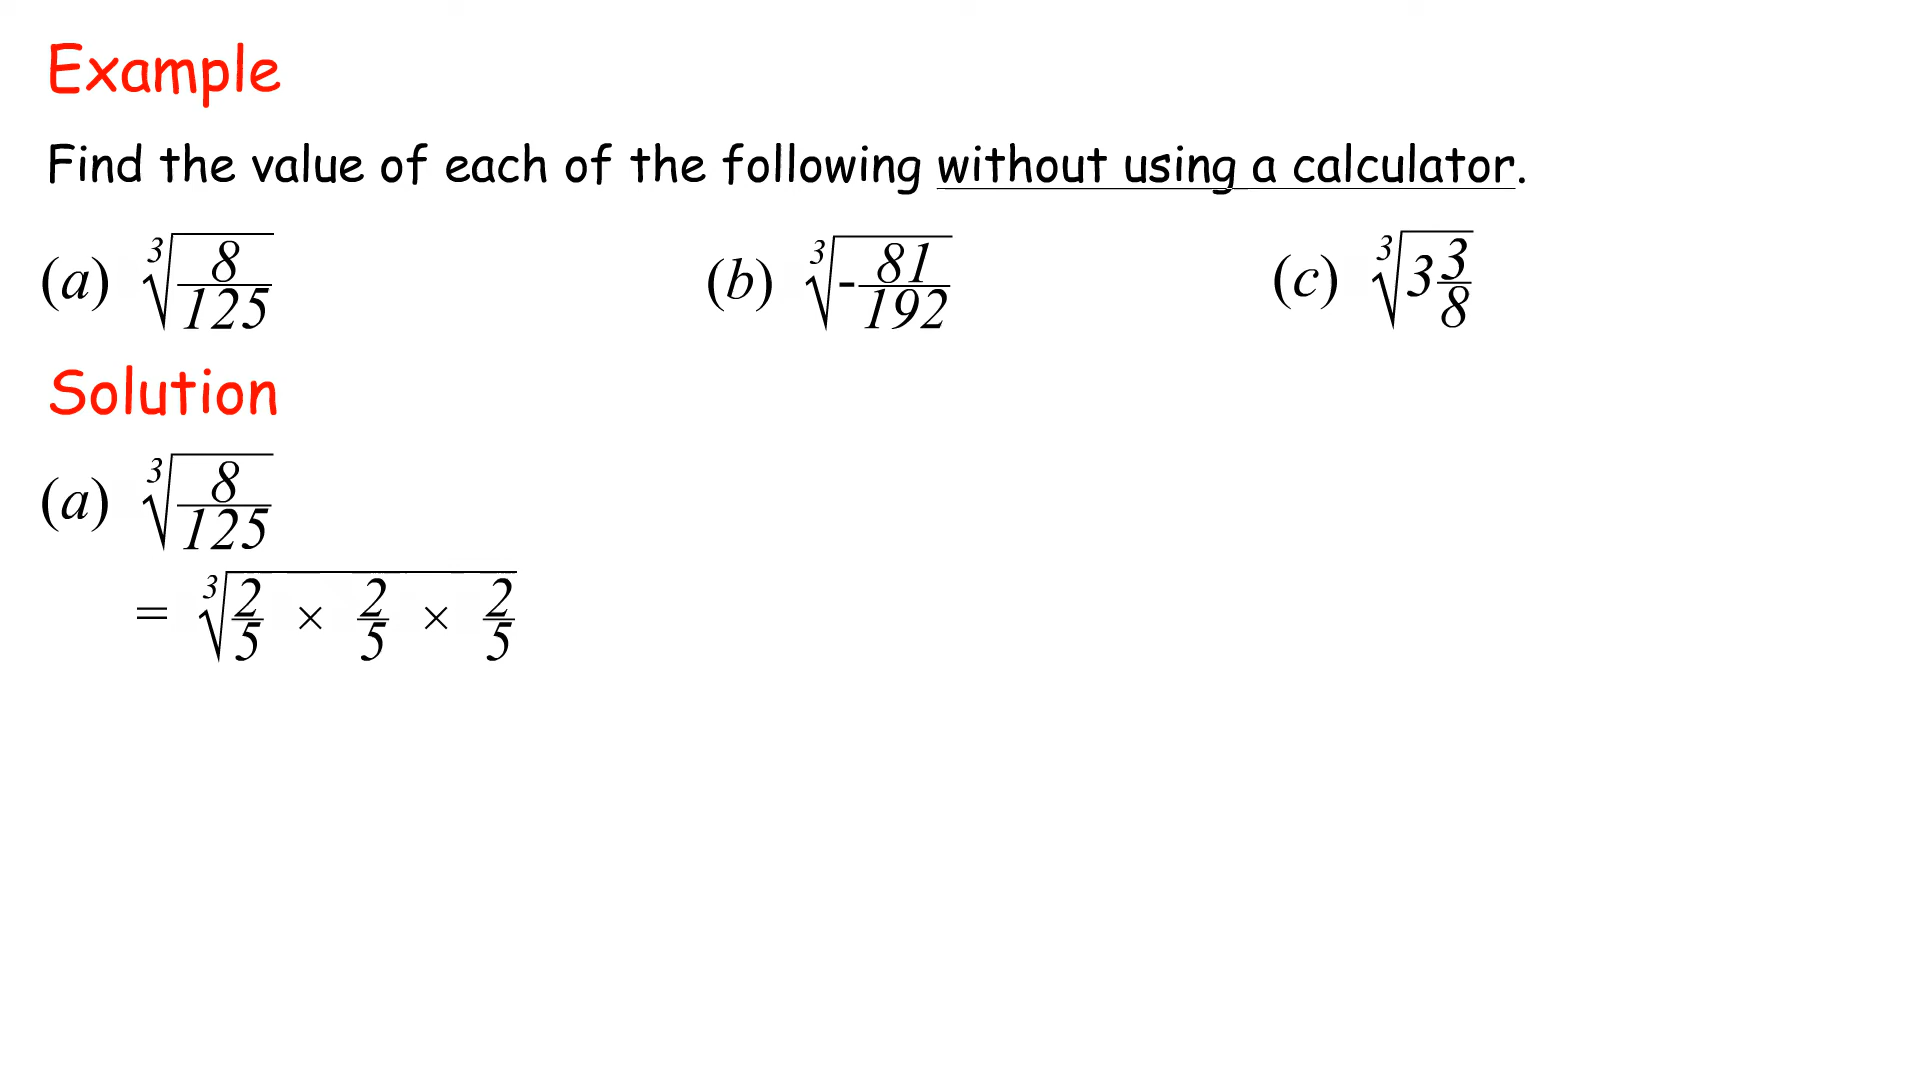 Example
Find the value of each of the following without using a calculator.
(a) ∛(8/125) (b) ∛(-81/192) (c) ∛(3 3/8)
Solution
(a) ∛(8/125)
= ∛(2/5 × 2/5 × 2/5)